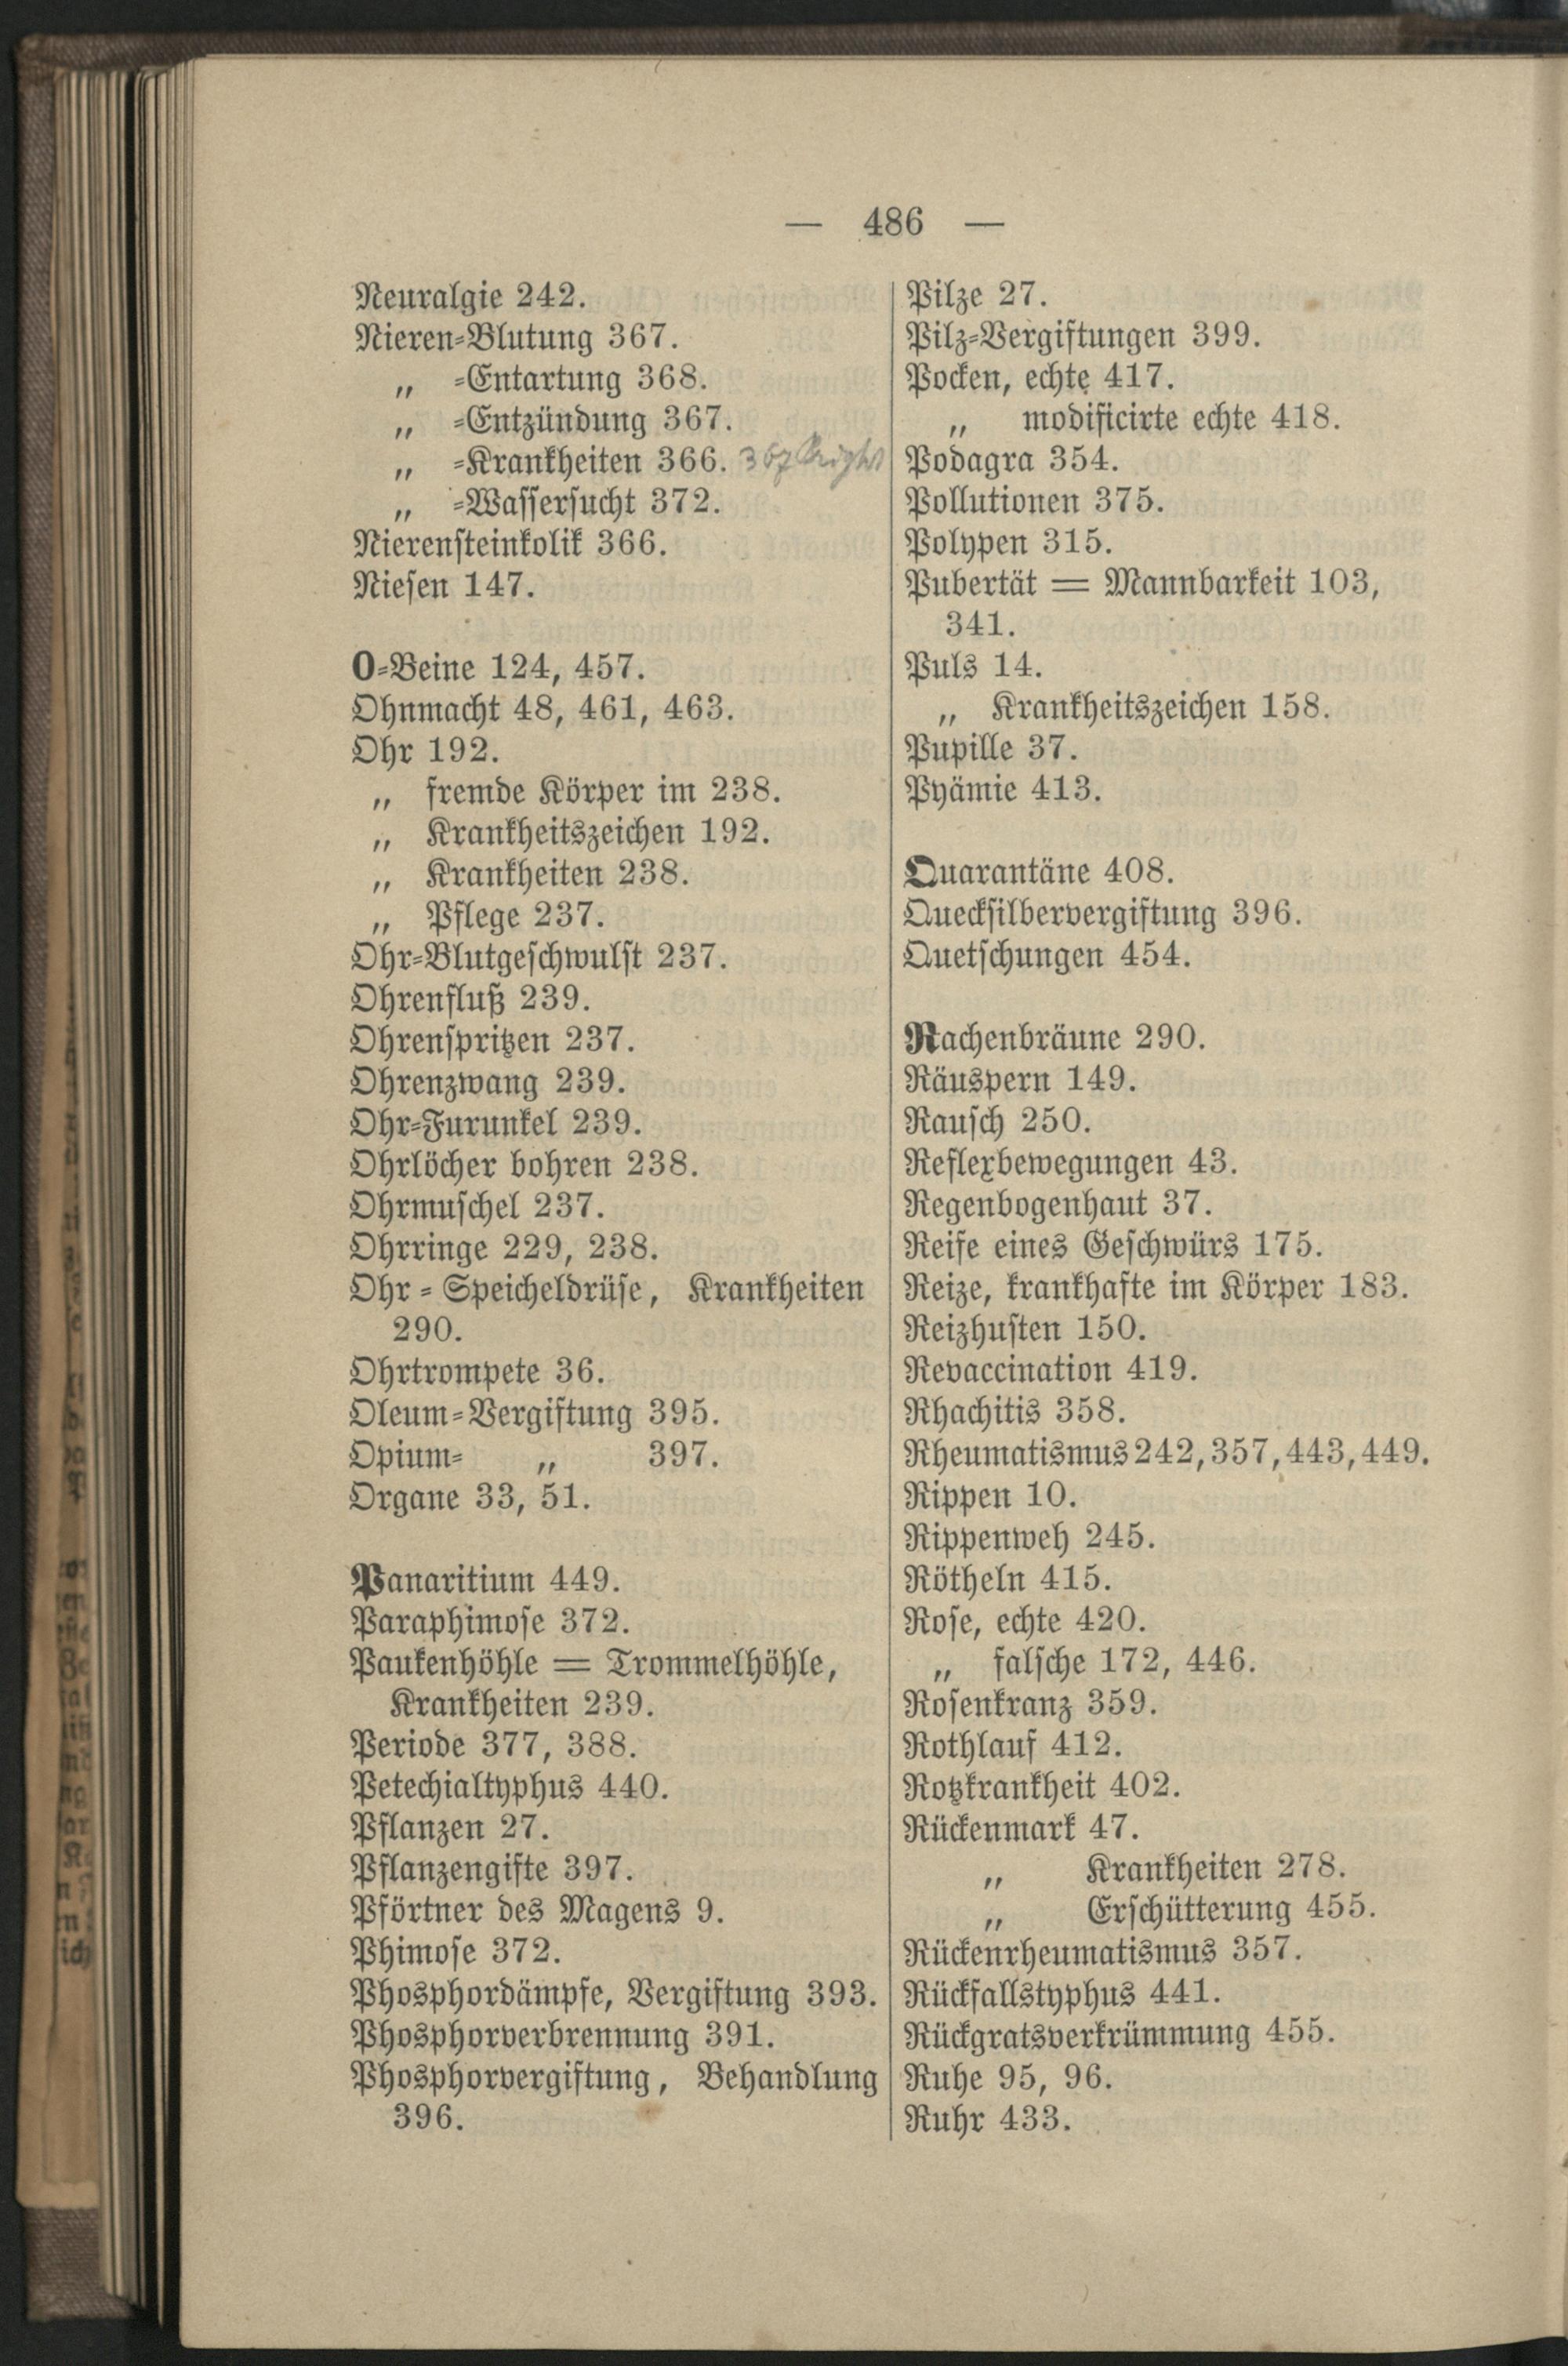 — 486 —
Neuralgie 242.
Nieren-Blutung 367.
„ -Entartung 368.
„ -Entzündung 367.
„ -Krankheiten 366. 367
„ -Wassersucht 372.
Nierensteinkolik 366.
Niesen 147.
O-Beine 124, 457.
Ohnmacht 48, 461, 463.
Ohr 192.
„ fremde Körper im 238.
„ Krankheitszeichen 192.
„ Krankheiten 238.
„ Pflege 237.
Ohr-Blutgeschwulst 237.
Ohrenfluß 239.
Ohrenspritzen 237.
Ohrenzwang 239.
Ohr-Furunkel 239.
Ohrlöcher bohren 238.
Ohrmuschel 237.
Ohrringe 229, 238.
Ohr-Speicheldrüse, Krankheiten
290.
Ohrtrompete 36.
Oleum-Vergiftung 395.
Opium- „ 397.
Organe 33, 51.
Panaritium 449.
Paraphimose 372.
Paukenhöhle = Trommelhöhle,
Krankheiten 239.
Periode 377, 388.
Petechialtyphus 440.
Pflanzen 27.
Pflanzengifte 397.
Pförtner des Magens 9.
Phimose 372.
Phosphordämpfe, Vergiftung 393.
Phosphorverbrennung 391.
Phosphorvergiftung, Behandlung
396.
Pilze 27.
Pilz-Vergiftungen 399.
Pocken, echte 417.
„ modificirte echte 418.
Podagra 354.
Pollutionen 375.
Polypen 315.
Pubertät = Mannbarkeit 103,
341.
Puls 14.
„ Krankheitszeichen 158.
Pupille 37.
Pyämie 413.
Quarantäne 408.
Quecksilbervergiftung 396.
Quetschungen 454.
Rachenbräune 290.
Räuspern 149.
Rausch 250.
Reflexbewegungen 43.
Regenbogenhaut 37.
Reife eines Geschwürs 175.
Reize, krankhafte im Körper 183.
Reizhusten 150.
Revaccination 419.
Rhachitis 358.
Rheumatismus 242, 357, 443, 449.
Rippen 10.
Rippenweh 245.
Rötheln 415.
Rose, echte 420.
„ falsche 172, 446.
Rosenkranz 359.
Rothlauf 412.
Rotzkrankheit 402.
Rückenmark 47.
„ Krankheiten 278.
„ Erschütterung 455.
Rückenrheumatismus 357.
Rückfallstyphus 441.
Rückgratsverkrümmung 455.
Ruhe 95, 96.
Ruhr 433.